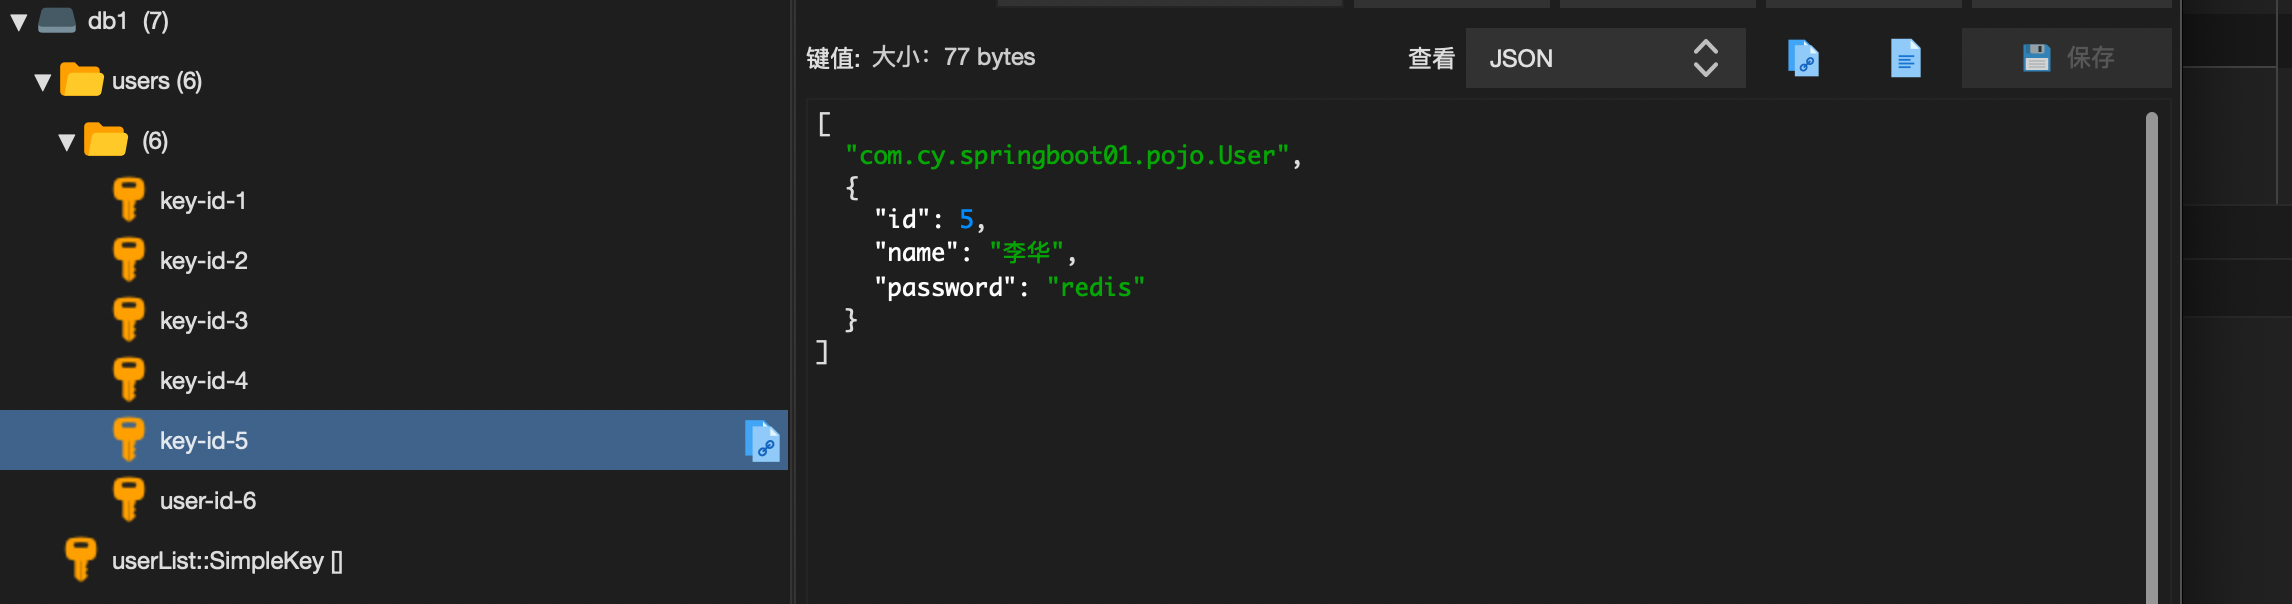 db1 (7)
users (6)
(6)
key-id-1
key-id-2
key-id-3
key-id-4
key-id-5
user-id-6
userList::SimpleKey []
键值: 大小: 77 bytes
查看 JSON 保存
[
"com.cy.springboot01.pojo.User",
{
"id": 5,
"name": "李华",
"password": "redis"
}
]